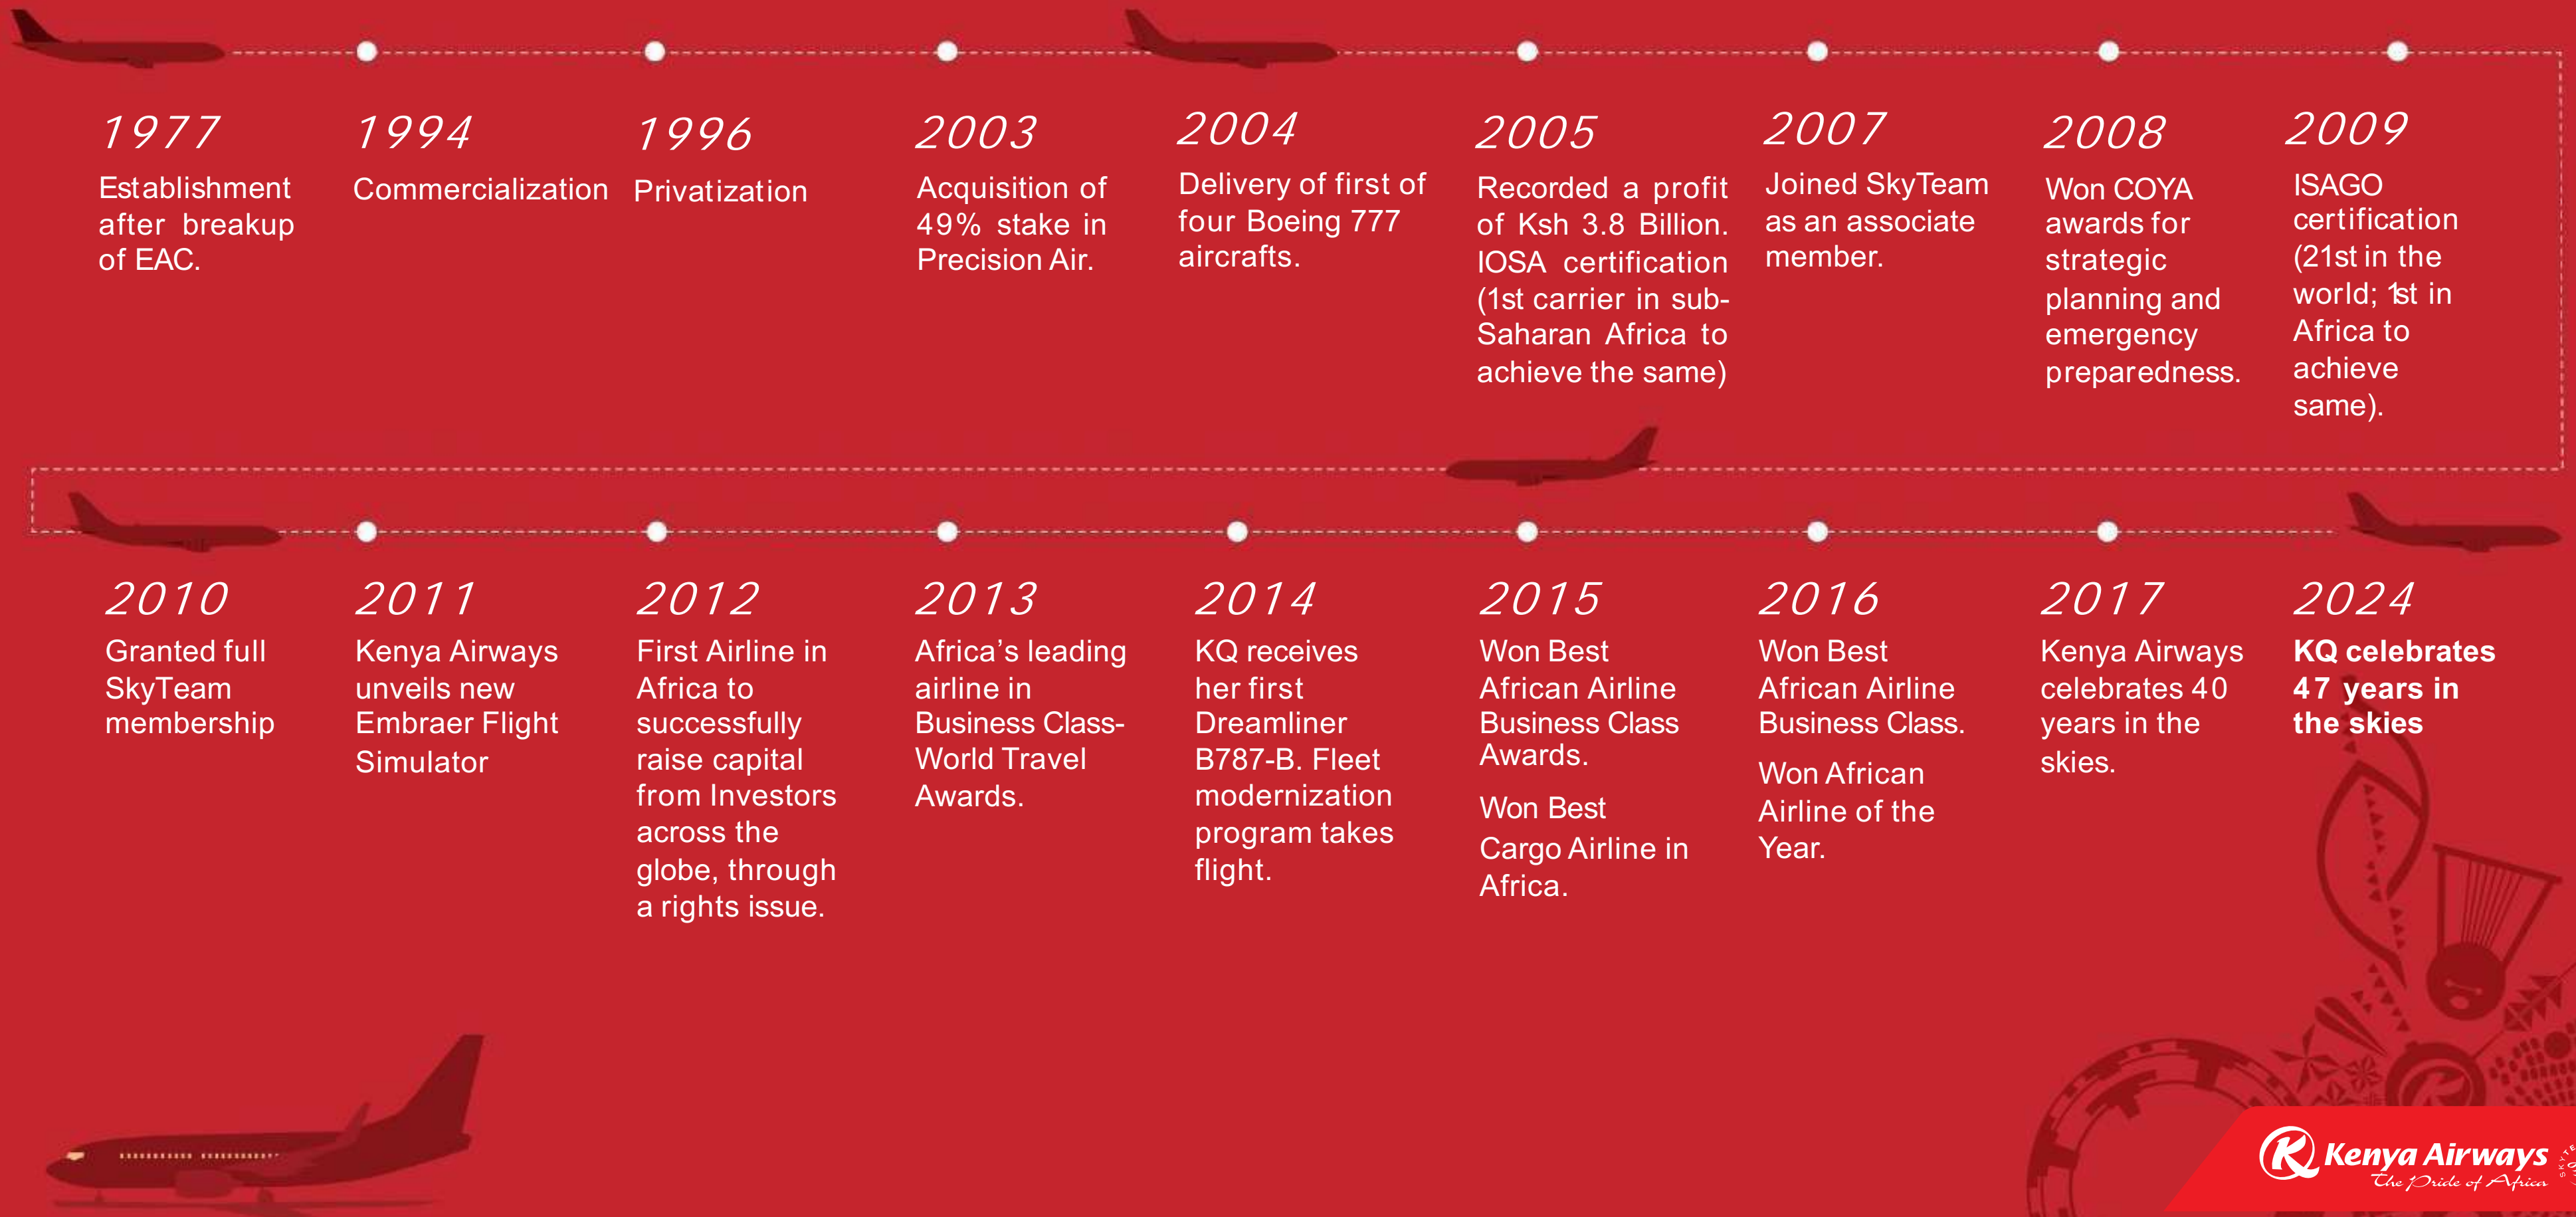 1977
Establishment
after breakup
of EAC.
1994
Commercialization
1996
Privatization
2003
Acquisition of
49% stake in
Precision Air.
2004
Delivery of first of
four Boeing 777
aircrafts.
2005
Recorded a profit
of Ksh 3.8 Billion.
IOSA certification
(1st carrier in sub-
Saharan Africa to
achieve the same)
2007
Joined SkyTeam
as an associate
member.
2008
Won COYA
awards for
strategic
planning and
emergency
preparedness.
2009
ISAGO
certification
(21st in the
world; 1st in
Africa to
achieve
same).
2010
Granted full
SkyTeam
membership
2011
Kenya Airways
unveils new
Embraer Flight
Simulator
2012
First Airline in
Africa to
successfully
raise capital
from Investors
across the
globe, through
a rights issue.
2013
Africa’s leading
airline in
Business Class-
World Travel
Awards.
2014
KQ receives
her first
Dreamliner
B787-B. Fleet
modernization
program takes
flight.
2015
Won Best
African Airline
Business Class
Awards.
Won Best
Cargo Airline in
Africa.
2016
Won Best
African Airline
Business Class.
Won African
Airline of the
Year.
2017
Kenya Airways
celebrates 40
years in the
skies.
2024
KQ celebrates
47 years in
the skies
Kenya Airways
The Pride of Africa